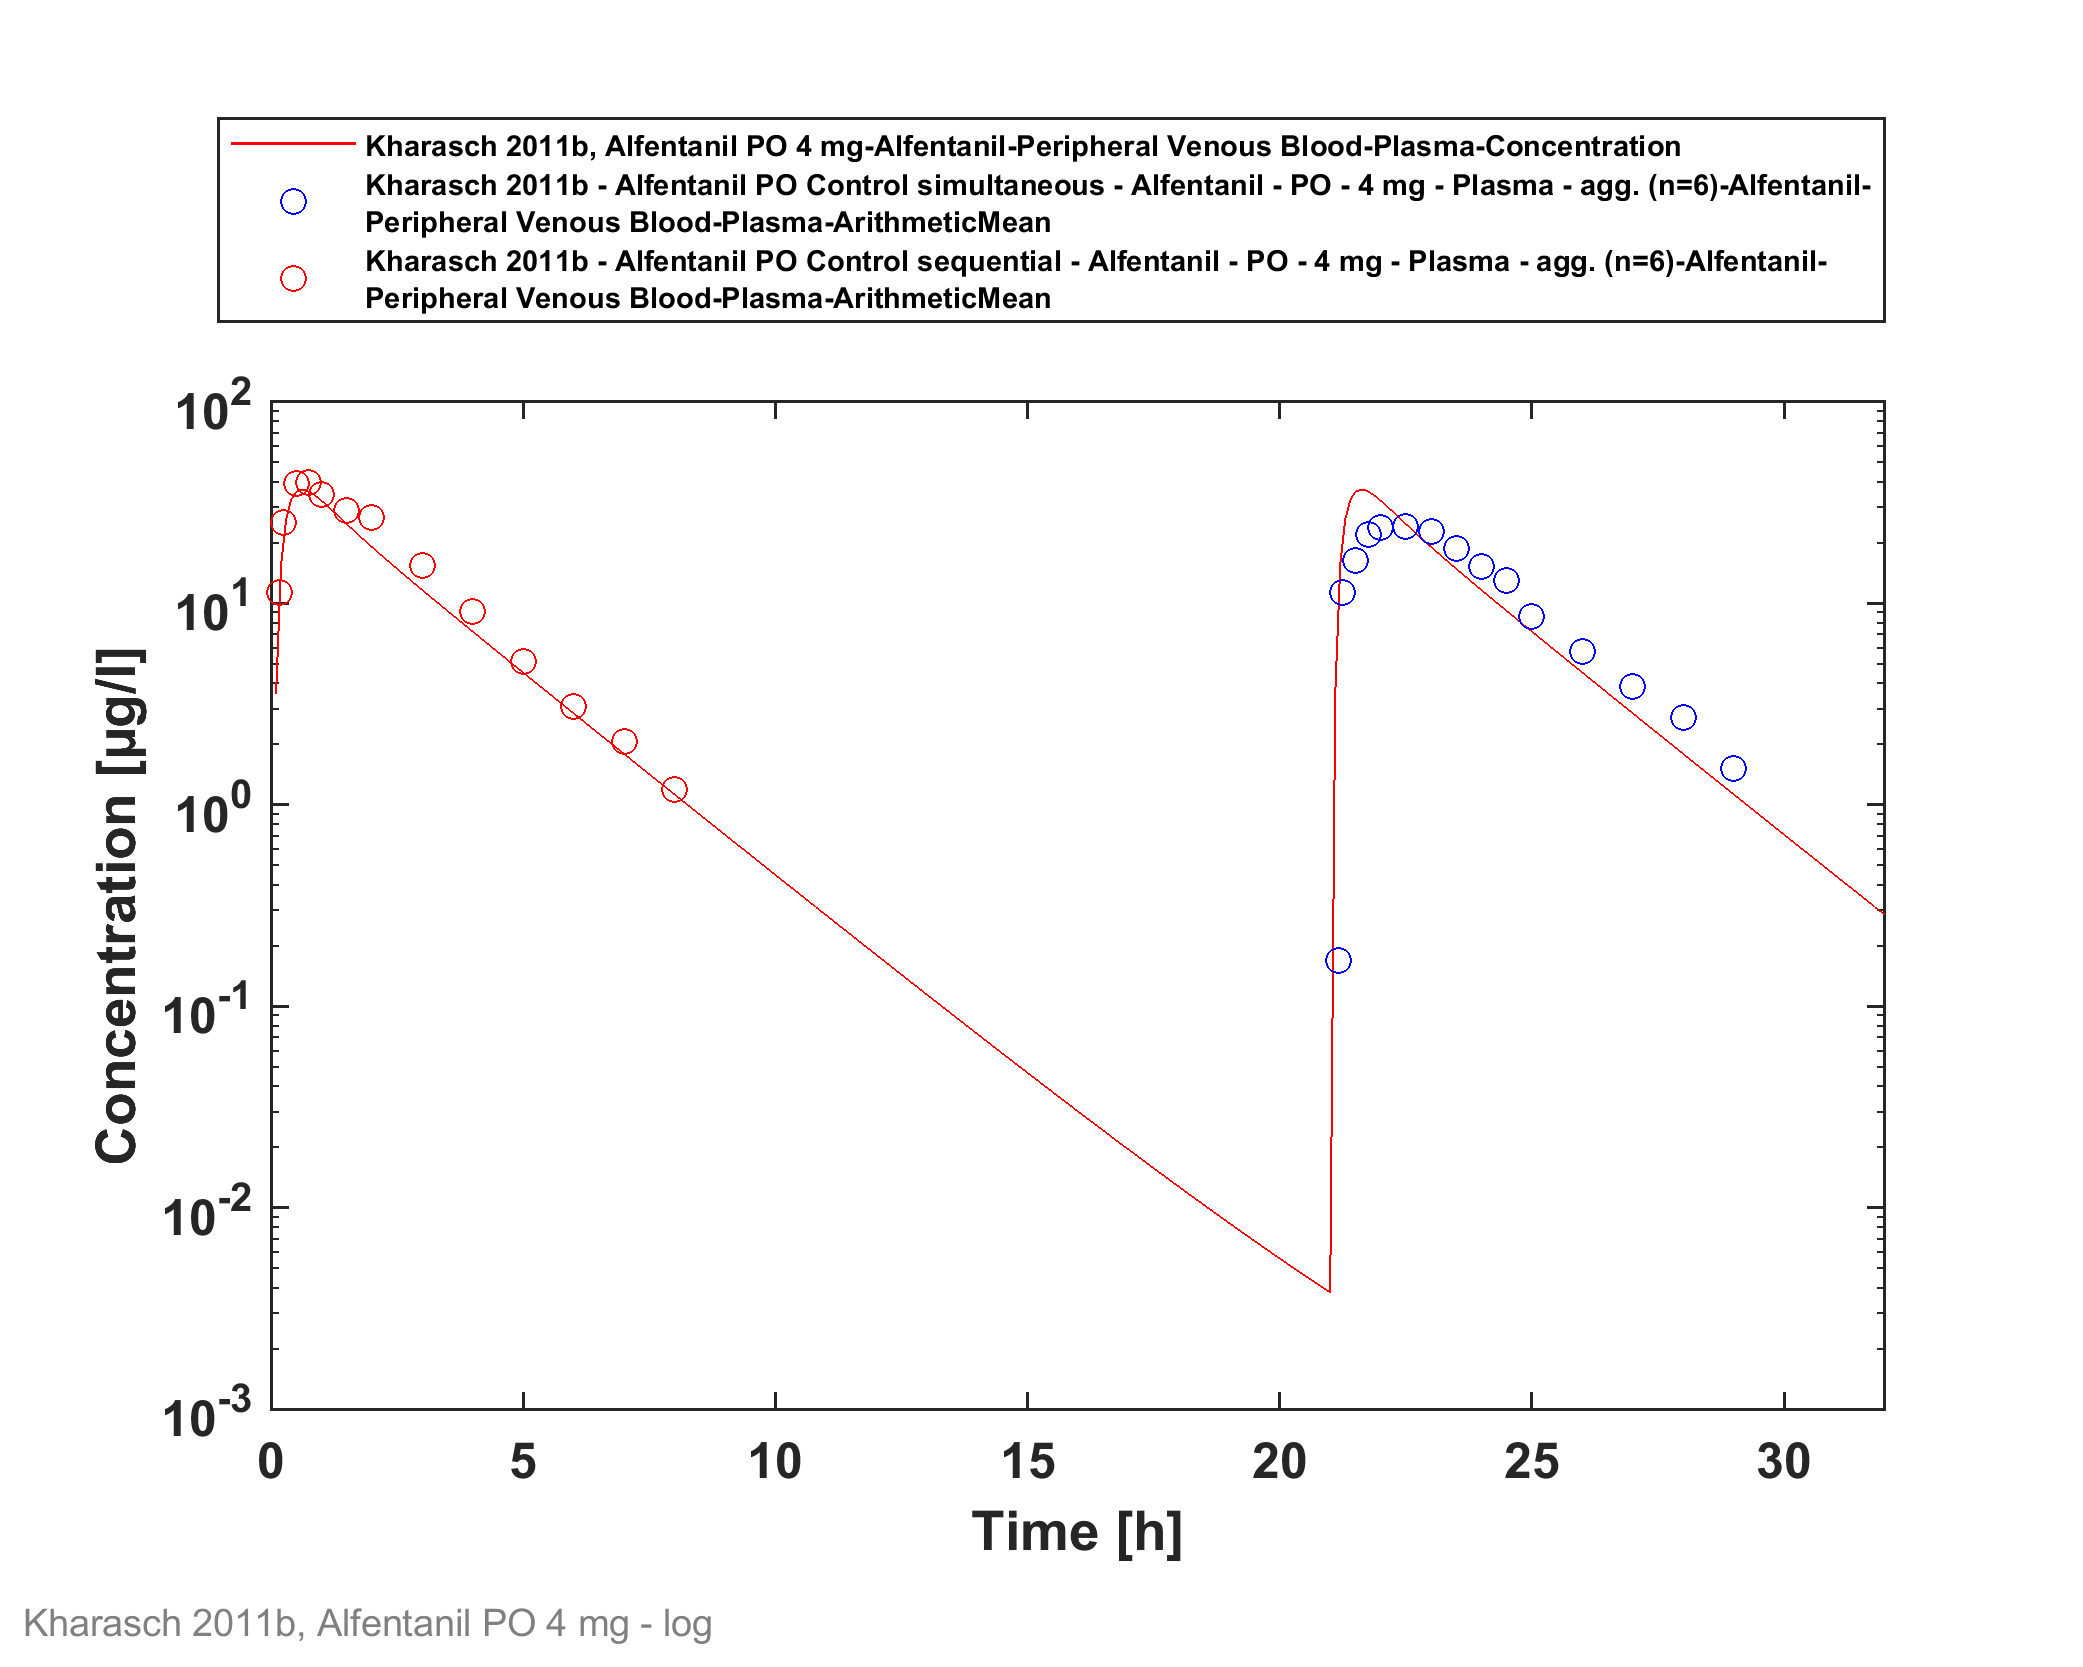 Kharasch 2011b, Alfentanil PO 4 mg-Alfentanil-Peripheral Venous Blood-Plasma-Concentration
Kharasch 2011b - Alfentanil PO Control simultaneous - Alfentanil - PO - 4 mg - Plasma - agg. (n=6)-Alfentanil-
Peripheral Venous Blood-Plasma-ArithmeticMean
Kharasch 2011b - Alfentanil PO Control sequential - Alfentanil - PO - 4 mg - Plasma - agg. (n=6)-Alfentanil-
Peripheral Venous Blood-Plasma-ArithmeticMean
10^2
10^1
10^0
10^-1
10^-2
10^-3
Concentration [µg/l]
0 5 10 15 20 25 30
Time [h]
Kharasch 2011b, Alfentanil PO 4 mg - log